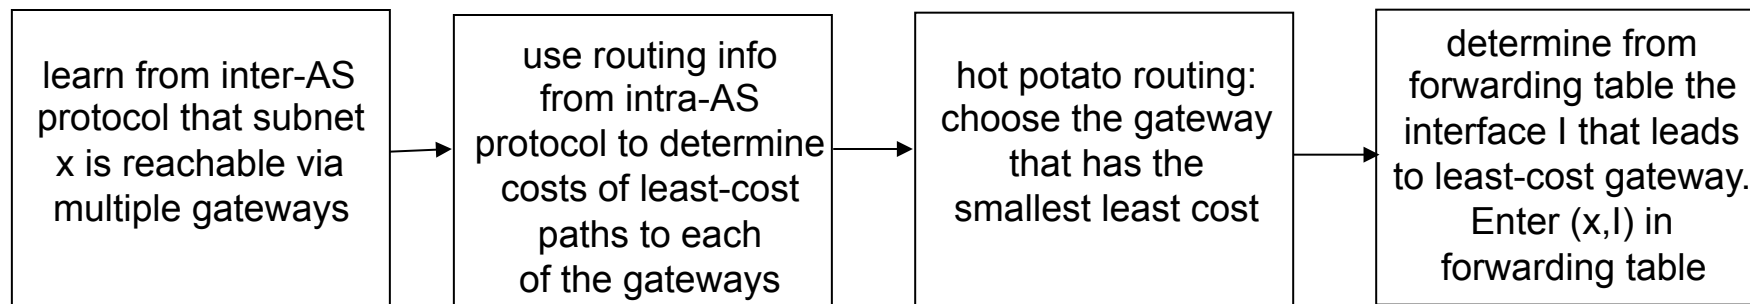 learn from inter-AS
protocol that subnet
x is reachable via
multiple gateways
use routing info
from intra-AS
protocol to determine
costs of least-cost
paths to each
of the gateways
hot potato routing:
choose the gateway
that has the
smallest least cost
determine from
forwarding table the
interface I that leads
to least-cost gateway.
Enter (x,I) in
forwarding table